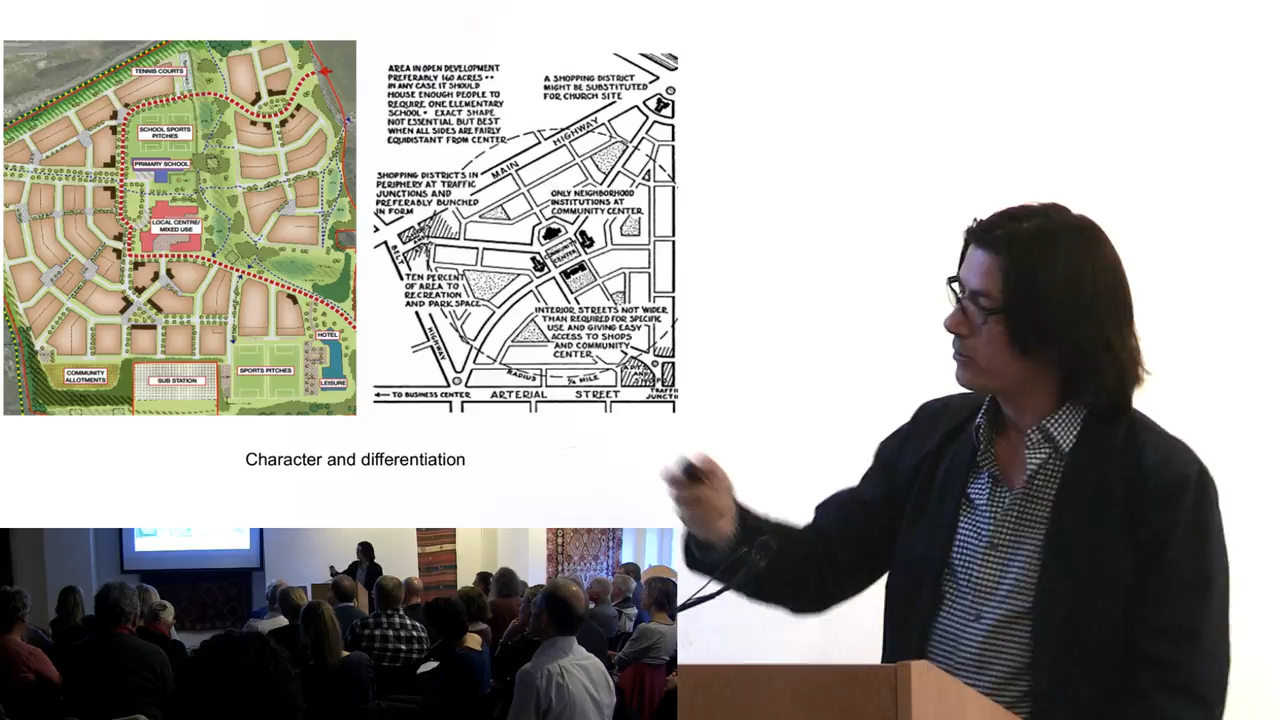 TENNIS COURTS
SCHOOL SPORTS
PITCHES
PRIMARY SCHOOL
LOCAL CENTRE/
MIXED USE
HOTEL
SPORTS PITCHES
LEISURE
COMMUNITY
ALLOTMENTS
SUB STATION
AREA IN OPEN DEVELOPMENT
PREFERABLY 160 ACRES
IN ANY CASE IT SHOULD
HOUSE ENOUGH PEOPLE TO
REQUIRE ONE ELEMENTARY
SCHOOL • EXACT SHAPE
NOT ESSENTIAL BUT BEST
WHEN ALL SIDES ARE FAIRLY
EQUIDISTANT FROM CENTER
A SHOPPING DISTRICT
MIGHT BE SUBSTITUTED
FOR CHURCH SITE
MAIN HIGHWAY
SHOPPING DISTRICTS IN
PERIPHERY AT TRAFFIC
JUNCTIONS AND
PREFERABLY BUNCHED
IN FORM
ONLY NEIGHBORHOOD
INSTITUTIONS AT
COMMUNITY CENTER
COMMUNITY
CENTER
BELT
HIGHWAY
TEN PERCENT
OF AREA TO
RECREATION
AND PARK SPACE
INTERIOR STREETS NOT WIDER
THAN REQUIRED FOR SPECIFIC
USE AND GIVING EASY
ACCESS TO SHOPS
AND COMMUNITY
CENTER
RADIUS
MILE
TRAFFIC
JUNCTI
TO BUSINESS CENTER
ARTERIAL STREET
Character and differentiation